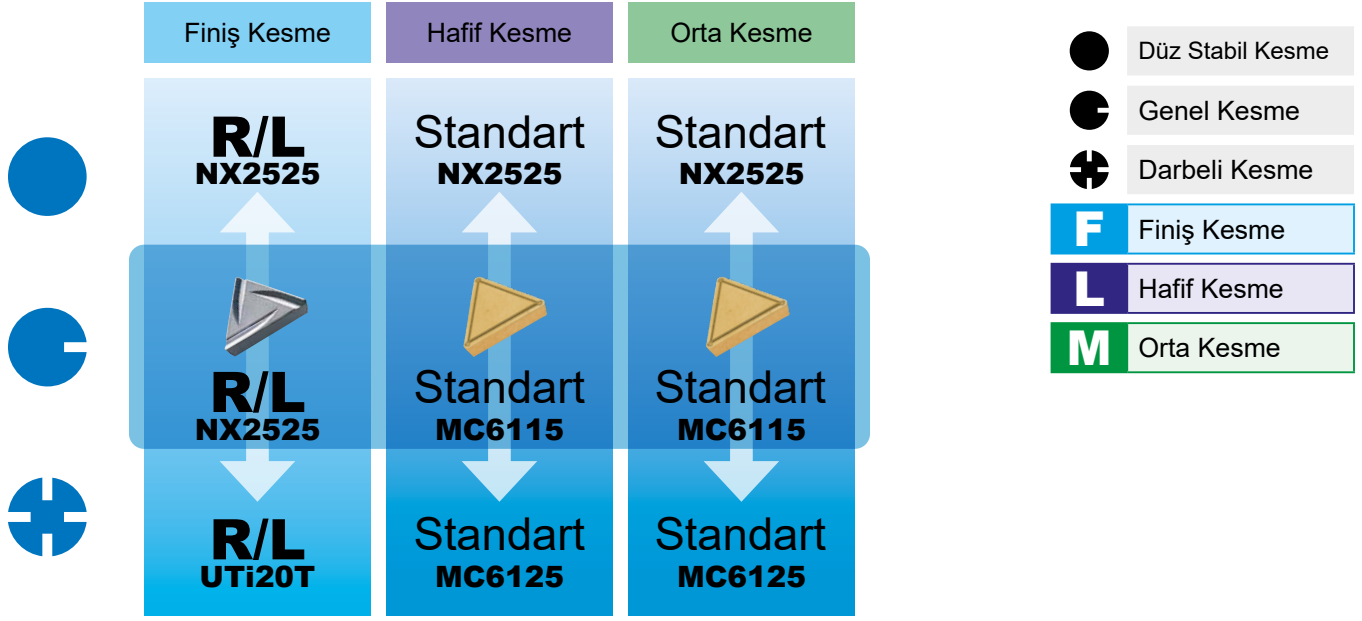 Finiş Kesme
Hafif Kesme
Orta Kesme
R/L
NX2525
Standart
NX2525
Standart
NX2525
R/L
NX2525
Standart
MC6115
Standart
MC6115
R/L
UTi20T
Standart
MC6125
Standart
MC6125
Düz Stabil Kesme
Genel Kesme
Darbeli Kesme
F Finiş Kesme
L Hafif Kesme
M Orta Kesme